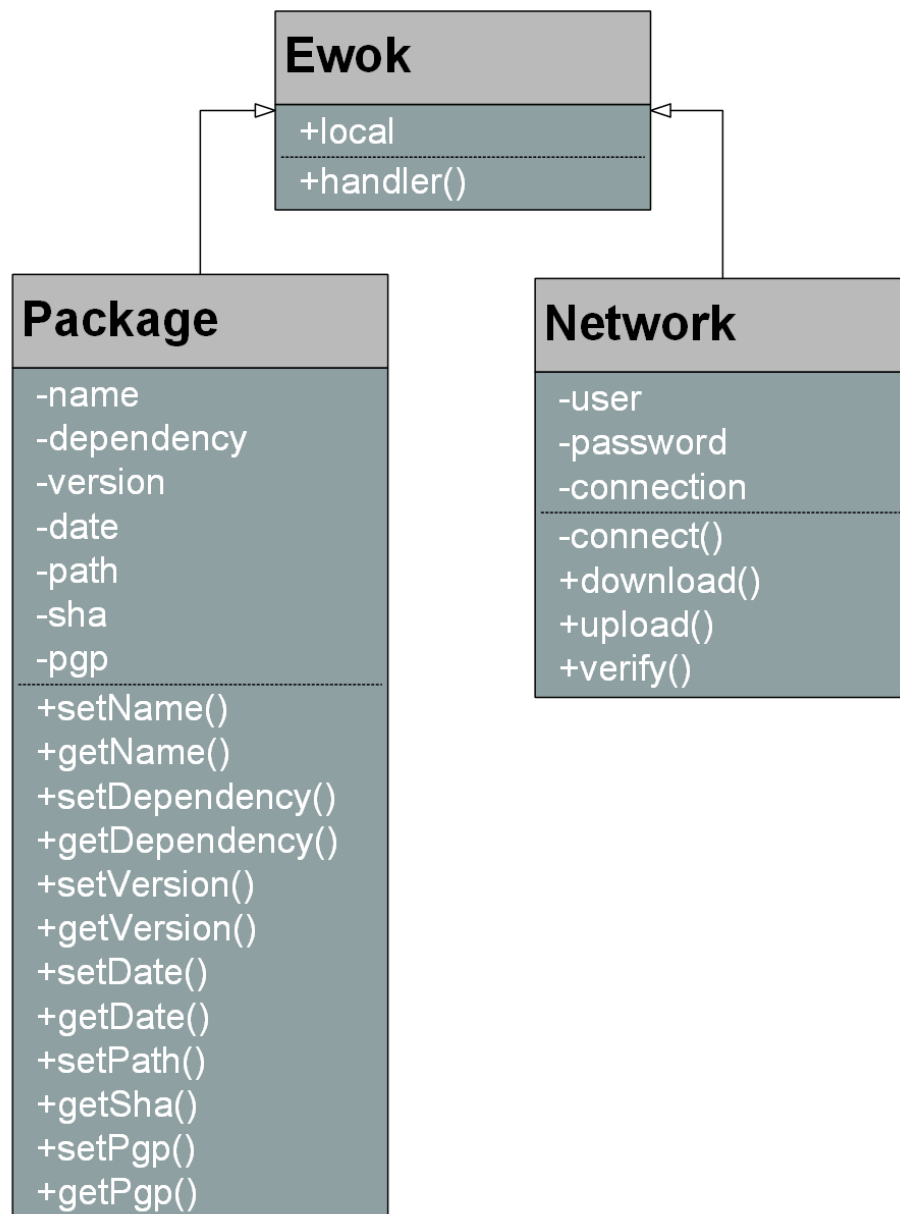 Ewok
+local
+handler()
Package
-name
-dependency
-version
-date
-path
-sha
-pgp
+setName()
+getName()
+setDependency()
+getDependency()
+setVersion()
+getVersion()
+setDate()
+getDate()
+setPath()
+getSha()
+setPgp()
+getPgp()
Network
-user
-password
-connection
-connect()
+download()
+upload()
+verify()